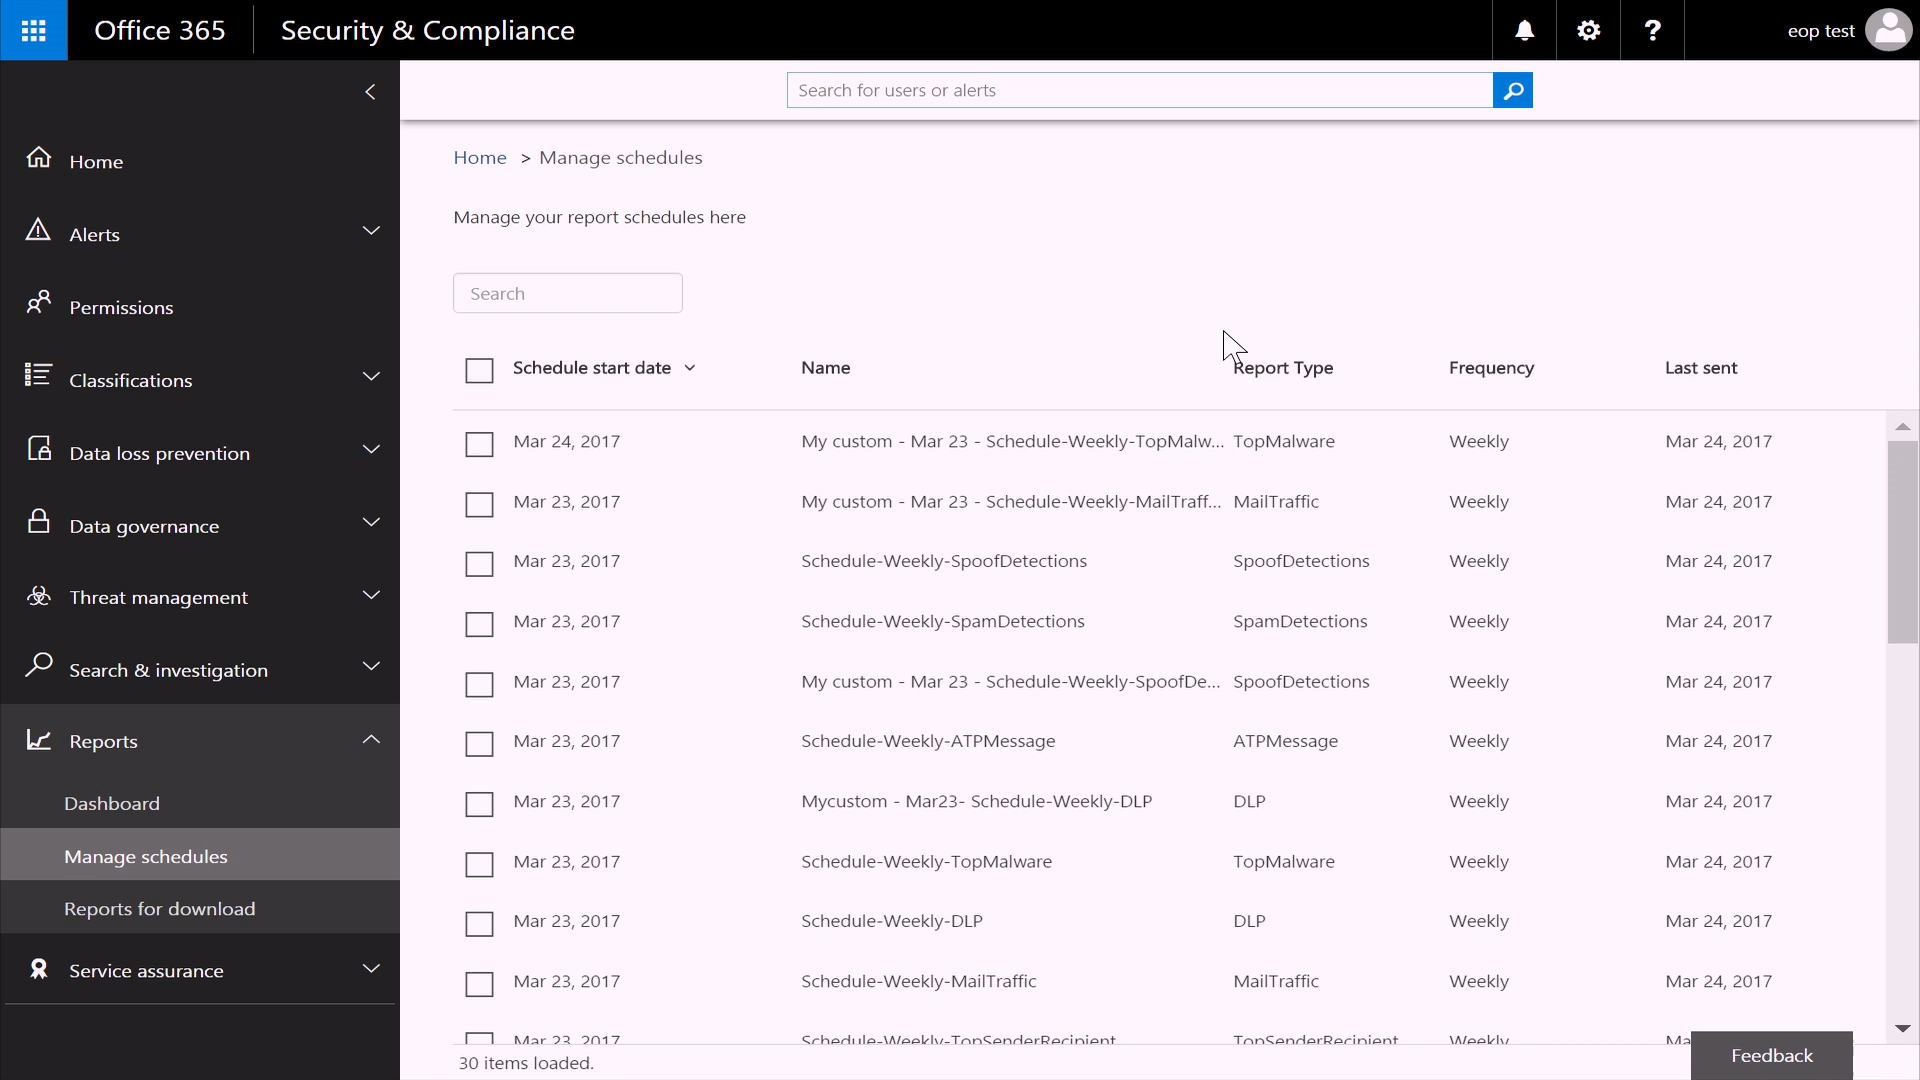 Office 365
Security & Compliance
eop test
Search for users or alerts
Home
Alerts
Permissions
Classifications
Data loss prevention
Data governance
Threat management
Search & investigation
Reports
Dashboard
Manage schedules
Reports for download
Service assurance
Home > Manage schedules
Manage your report schedules here
Search
Schedule start date Name Report Type Frequency Last sent
Mar 24, 2017 My custom - Mar 23 - Schedule-Weekly-TopMalw... TopMalware Weekly Mar 24, 2017
Mar 23, 2017 My custom - Mar 23 - Schedule-Weekly-MailTraff... MailTraffic Weekly Mar 24, 2017
Mar 23, 2017 Schedule-Weekly-SpoofDetections SpoofDetections Weekly Mar 24, 2017
Mar 23, 2017 Schedule-Weekly-SpamDetections SpamDetections Weekly Mar 24, 2017
Mar 23, 2017 My custom - Mar 23 - Schedule-Weekly-SpoofDe... SpoofDetections Weekly Mar 24, 2017
Mar 23, 2017 Schedule-Weekly-ATPMessage ATPMessage Weekly Mar 24, 2017
Mar 23, 2017 Mycustom - Mar23- Schedule-Weekly-DLP DLP Weekly Mar 24, 2017
Mar 23, 2017 Schedule-Weekly-TopMalware TopMalware Weekly Mar 24, 2017
Mar 23, 2017 Schedule-Weekly-DLP DLP Weekly Mar 24, 2017
Mar 23, 2017 Schedule-Weekly-MailTraffic MailTraffic Weekly Mar 24, 2017
Mar 23, 2017 Schedule-Weekly-TopSenderRecipient TopSenderRecipient Weekly Ma
30 items loaded.
Feedback